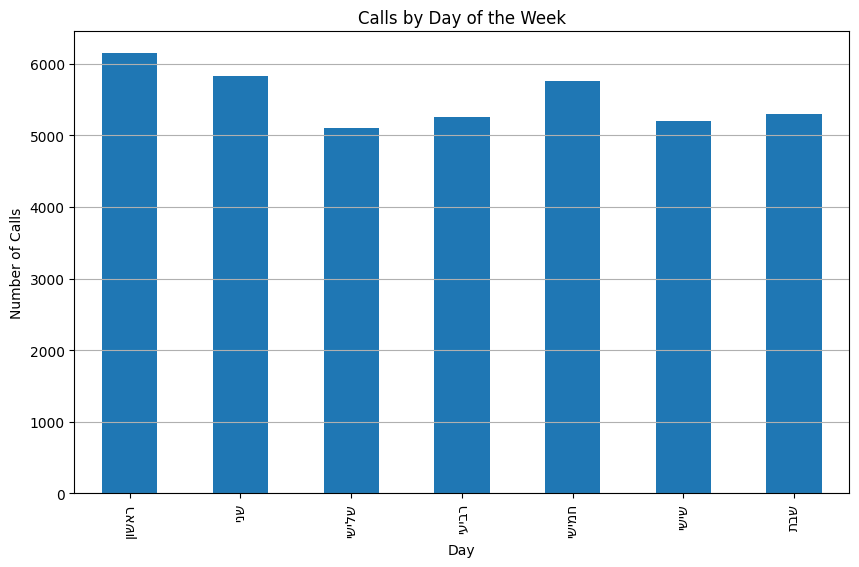 Calls by Day of the Week
Number of Calls
6000
5000
4000
3000
2000
1000
0
ראשון
שני
שלישי
רביעי
חמישי
שישי
שבת
Day